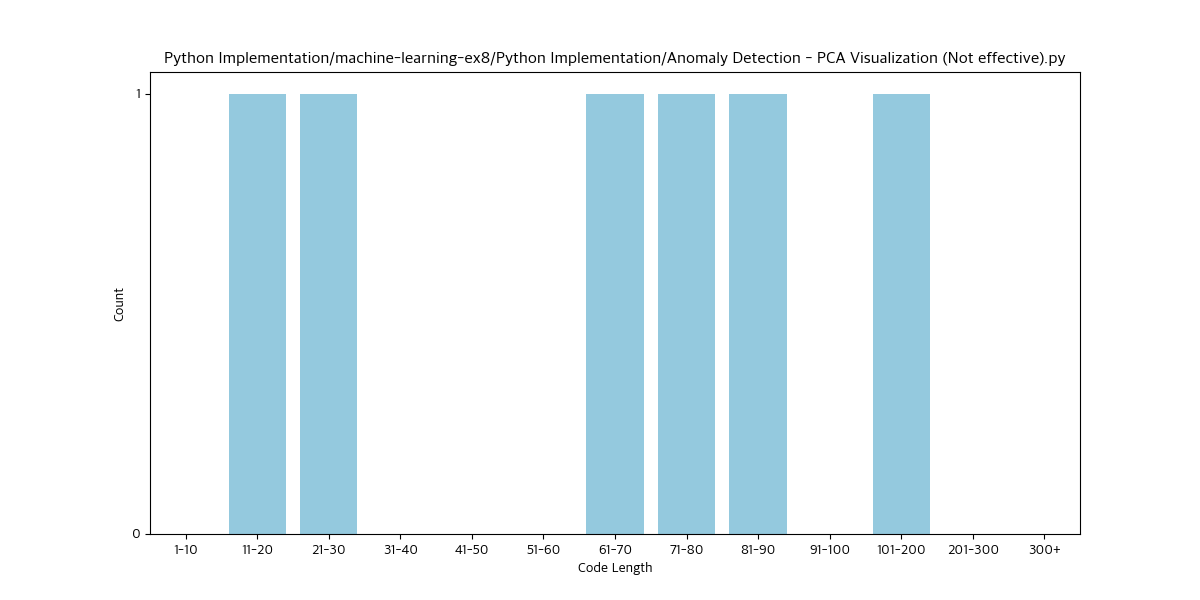 Python Implementation/machine-learning-ex8/Python Implementation/Anomaly Detection - PCA Visualization (Not effective).py
1
Count
0
1-10 11-20 21-30 31-40 41-50 51-60 61-70 71-80 81-90 91-100 101-200 201-300 300+
Code Length